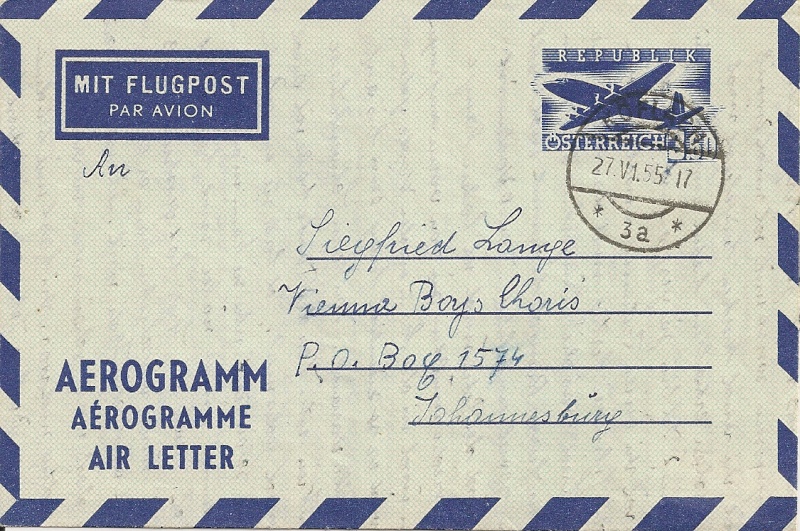 MIT FLUGPOST
PAR AVION
REPUBLIK
ÖSTERREICH
27.VI.55 17
* 3a *
An
Siegfried Lange
Vienna Boys Choris
P.O. Box 1574
Johannesburg
AEROGRAMM
AÉROGRAMME
AIR LETTER